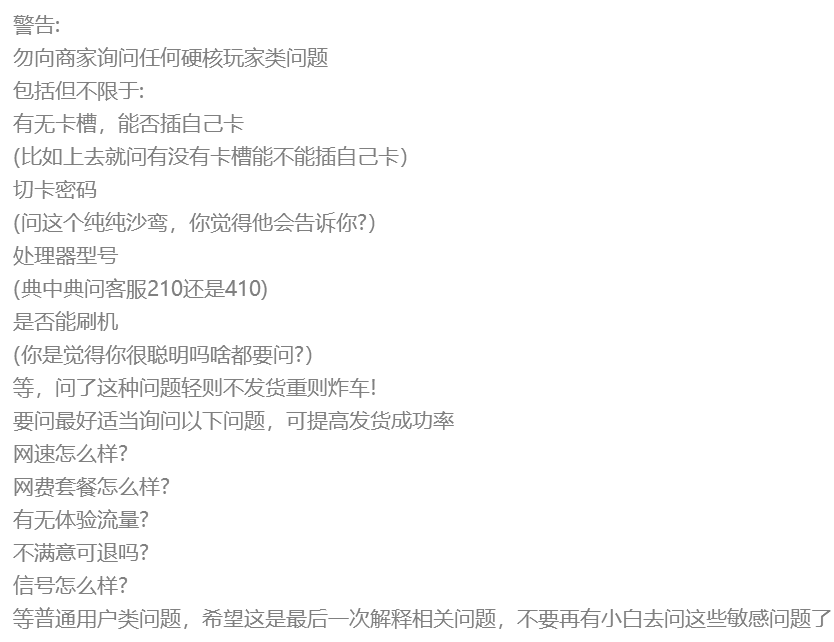 警告:
勿向商家询问任何硬核玩家类问题
包括但不限于:
有无卡槽，能否插自己卡
(比如上去就问有没有卡槽能不能插自己卡)
切卡密码
(问这个纯纯沙鸾，你觉得他会告诉你?)
处理器型号
(典中典问客服210还是410)
是否能刷机
(你是觉得你很聪明吗啥都要问?)
等，问了这种问题轻则不发货重则炸车!
要问最好适当询问以下问题，可提高发货成功率
网速怎么样?
网费套餐怎么样?
有无体验流量?
不满意可退吗?
信号怎么样?
等普通用户类问题，希望这是最后一次解释相关问题，不要再有小白去问这些敏感问题了